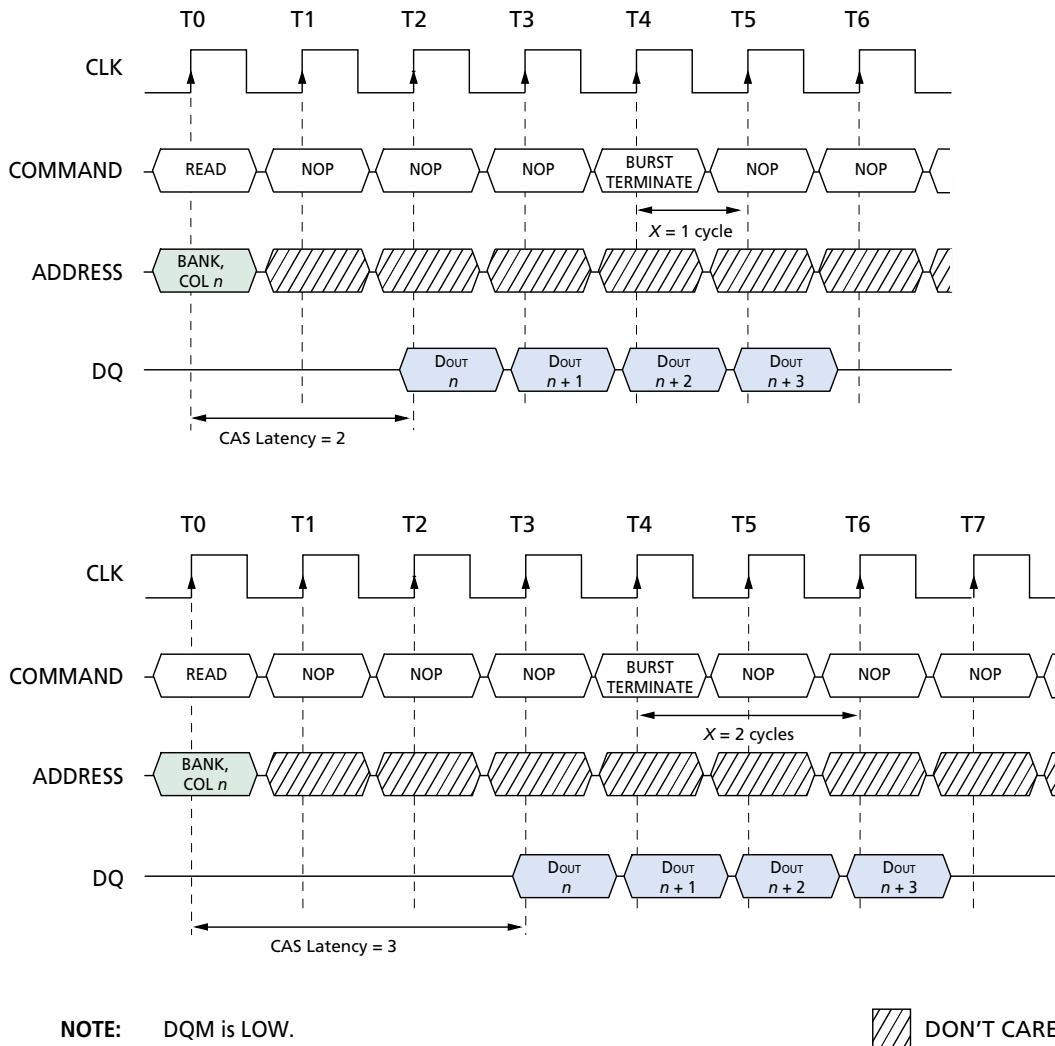 T0 T1 T2 T3 T4 T5 T6
CLK
COMMAND READ NOP NOP NOP BURST TERMINATE NOP NOP
X = 1 cycle
ADDRESS BANK, COL n
DQ DOUT n DOUT n + 1 DOUT n + 2 DOUT n + 3
CAS Latency = 2
T0 T1 T2 T3 T4 T5 T6 T7
CLK
COMMAND READ NOP NOP NOP BURST TERMINATE NOP NOP NOP
X = 2 cycles
ADDRESS BANK, COL n
DQ DOUT n DOUT n + 1 DOUT n + 2 DOUT n + 3
CAS Latency = 3
NOTE: DQM is LOW. DON'T CARE